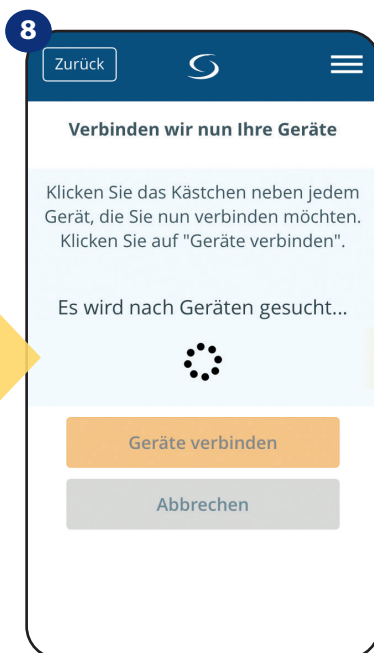 8
Zurück
Verbinden wir nun Ihre Geräte
Klicken Sie das Kästchen neben jedem
Gerät, die Sie nun verbinden möchten.
Klicken Sie auf "Geräte verbinden".
Es wird nach Geräten gesucht...
Geräte verbinden
Abbrechen